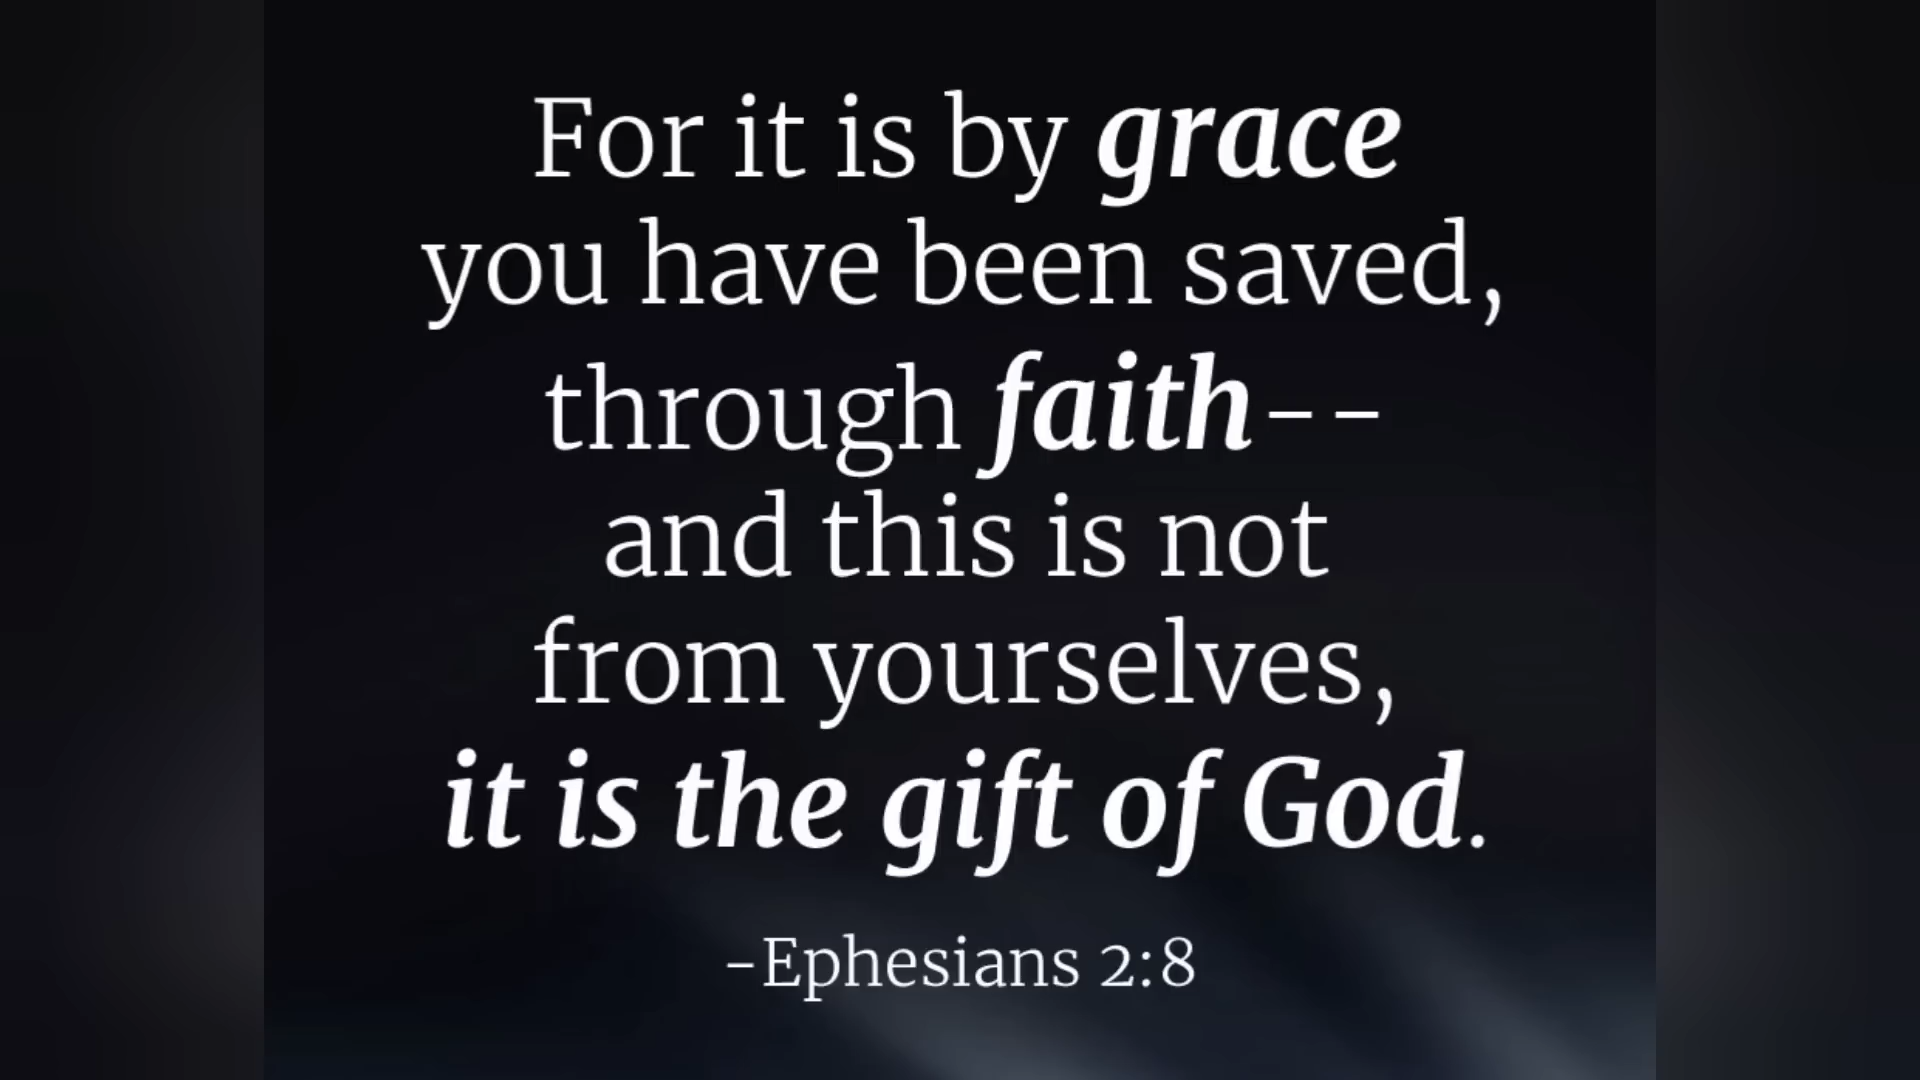 For it is by grace
you have been saved,
through faith--
and this is not
from yourselves,
it is the gift of God.
-Ephesians 2:8